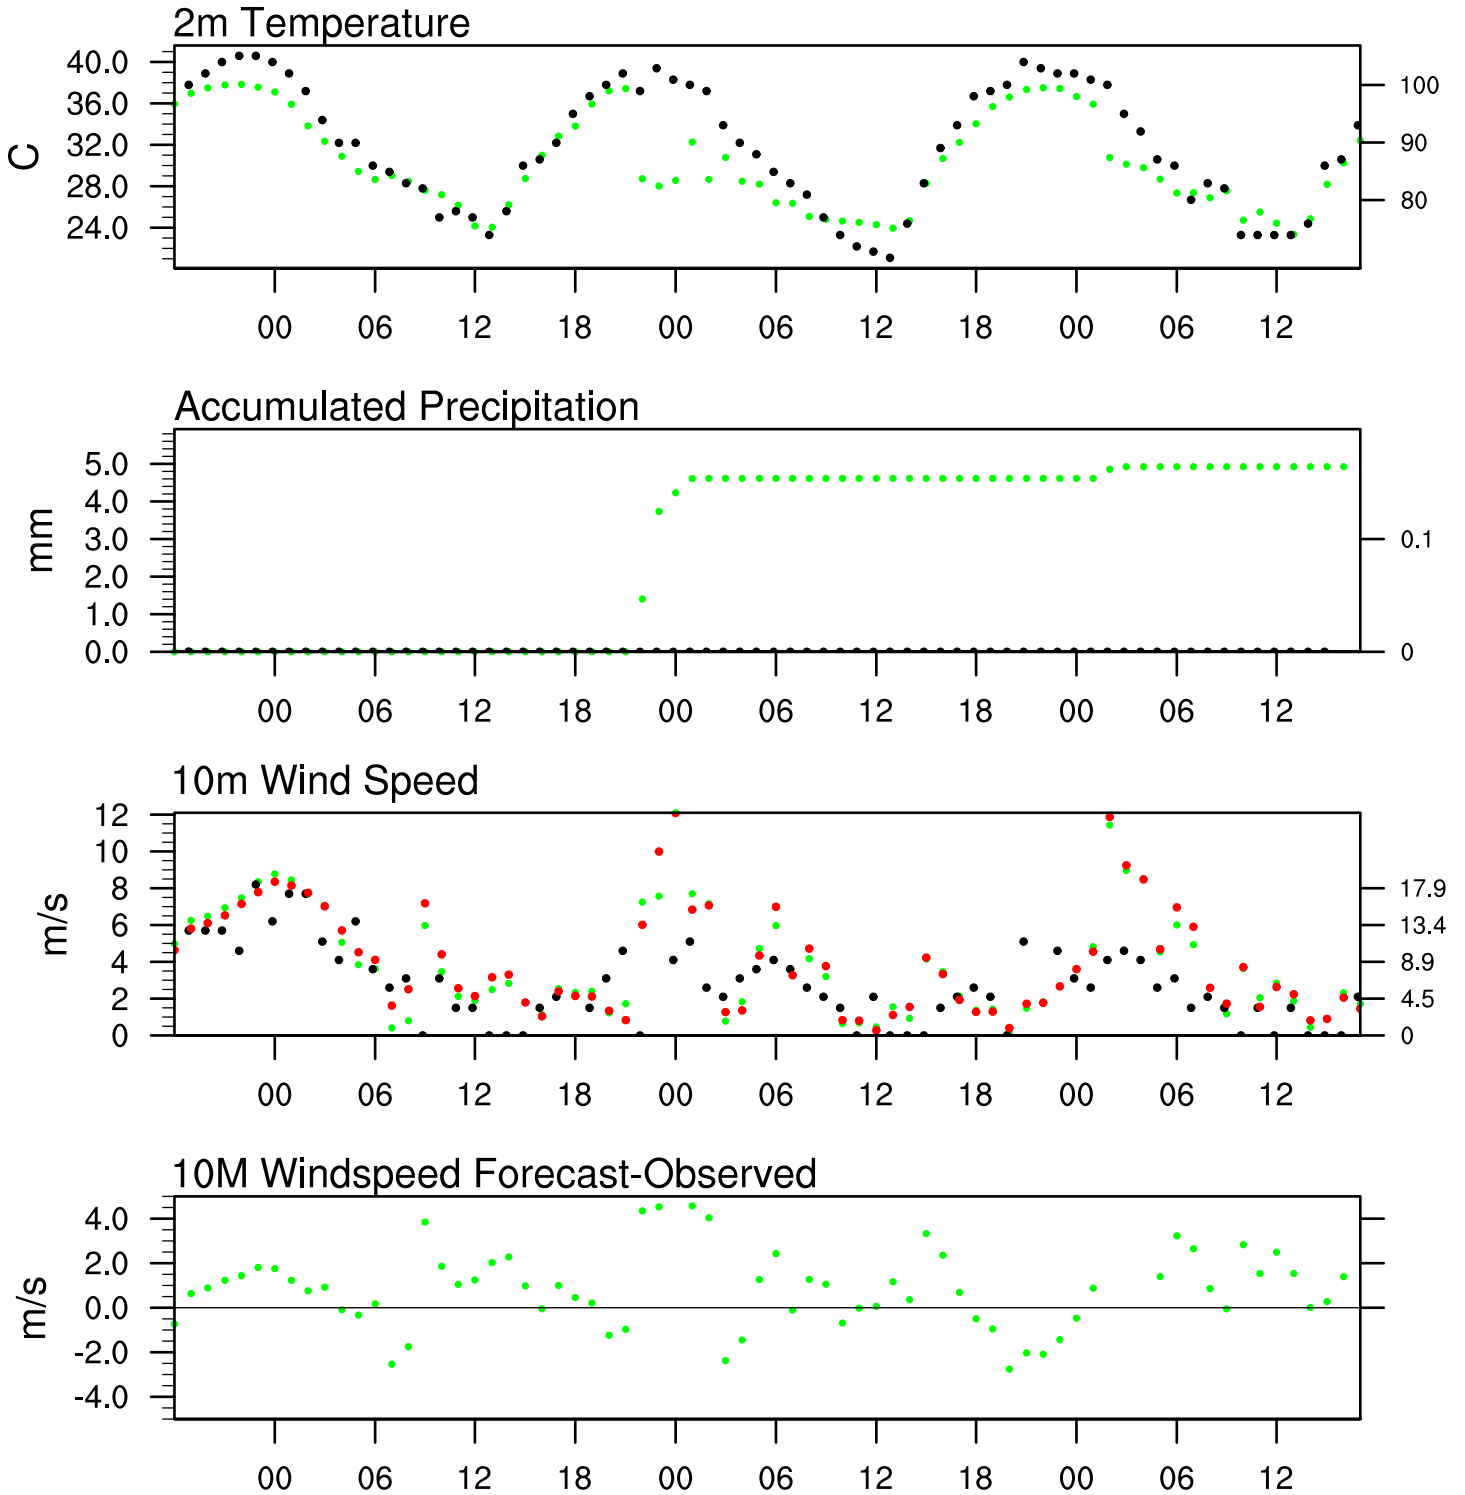 2m Temperature
40.0
36.0
32.0
28.0
24.0
C
100
90
80
00 06 12 18 00 06 12 18 00 06 12
Accumulated Precipitation
5.0
4.0
3.0
2.0
1.0
0.0
mm
0.1
0
00 06 12 18 00 06 12 18 00 06 12
10m Wind Speed
12
10
8
6
4
2
0
m/s
17.9
13.4
8.9
4.5
0
00 06 12 18 00 06 12 18 00 06 12
10M Windspeed Forecast-Observed
4.0
2.0
0.0
-2.0
-4.0
m/s
00 06 12 18 00 06 12 18 00 06 12